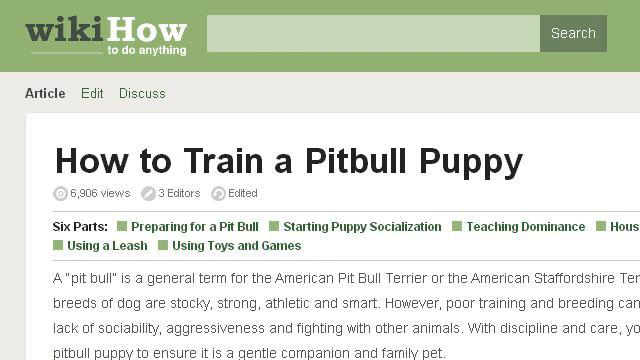 wikiHow
to do anything
Search
Article Edit Discuss
How to Train a Pitbull Puppy
6,906 views 3 Editors Edited
Six Parts: Preparing for a Pit Bull Starting Puppy Socialization Teaching Dominance
Using a Leash Using Toys and Games
A "pit bull" is a general term for the American Pit Bull Terrier or the American Staffordshire
breeds of dog are stocky, strong, athletic and smart. However, poor training and breeding can
lack of sociability, aggressiveness and fighting with other animals. With discipline and care,
pitbull puppy to ensure it is a gentle companion and family pet.